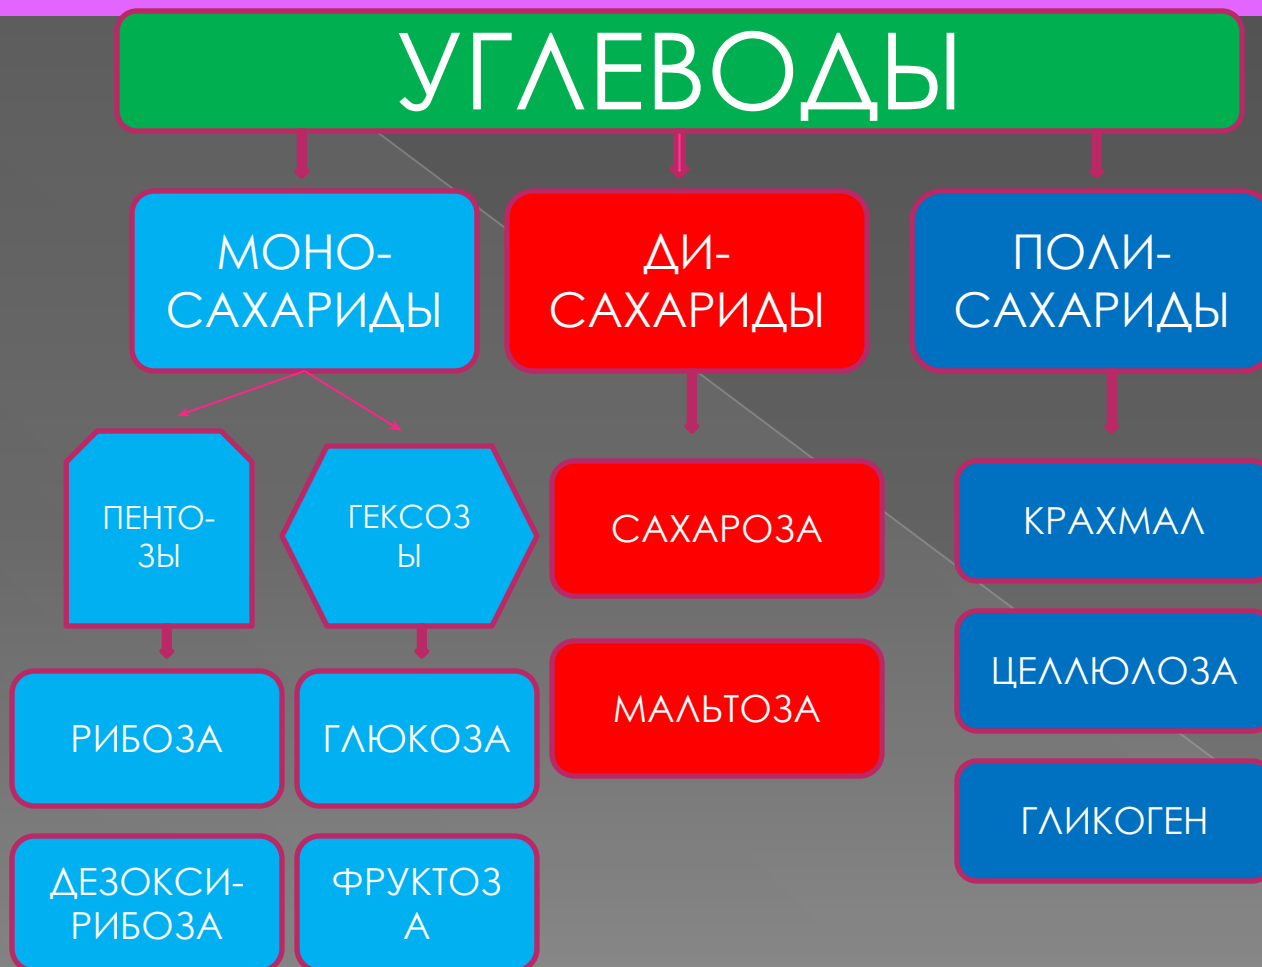 УГЛЕВОДЫ
МОНО-
САХАРИДЫ
ДИ-
САХАРИДЫ
ПОЛИ-
САХАРИДЫ
ПЕНТО-
ЗЫ
ГЕКСОЗ
Ы
САХАРОЗА
КРАХМАЛ
МАЛЬТОЗА
ЦЕЛЛЮЛОЗА
РИБОЗА
ГЛЮКОЗА
ГЛИКОГЕН
ДЕЗОКСИ-
РИБОЗА
ФРУКТОЗ
А